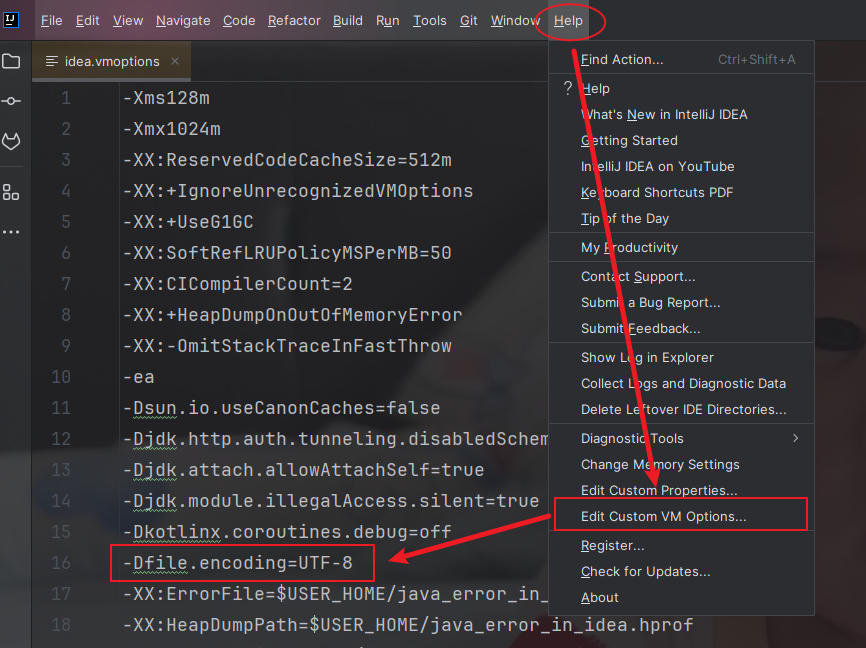 IJ
File Edit View Navigate Code Refactor Build Run Tools Git Window Help
idea.vmoptions
1 -Xms128m
2 -Xmx1024m
3 -XX:ReservedCodeCacheSize=512m
4 -XX:+IgnoreUnrecognizedVMOptions
5 -XX:+UseG1GC
6 -XX:SoftRefLRUPolicyMSPerMB=50
7 -XX:CICompilerCount=2
8 -XX:+HeapDumpOnOutOfMemoryError
9 -XX:-OmitStackTraceInFastThrow
10 -ea
11 -Dsun.io.useCanonCaches=false
12 -Djdk.http.auth.tunneling.disabledSchem
13 -Djdk.attach.allowAttachSelf=true
14 -Djdk.module.illegalAccess.silent=true
15 -Dkotlinx.coroutines.debug=off
16 -Dfile.encoding=UTF-8
17 -XX:ErrorFile=$USER_HOME/java_error_in_
18 -XX:HeapDumpPath=$USER_HOME/java_error_in_idea.hprof
Find Action... Ctrl+Shift+A
? Help
What's New in IntelliJ IDEA
Getting Started
IntelliJ IDEA on YouTube
Keyboard Shortcuts PDF
Tip of the Day
My Productivity
Contact Support...
Submit a Bug Report...
Submit Feedback...
Show Log in Explorer
Collect Logs and Diagnostic Data
Delete Leftover IDE Directories...
Diagnostic Tools
Change Memory Settings
Edit Custom Properties...
Edit Custom VM Options...
Register...
Check for Updates...
About